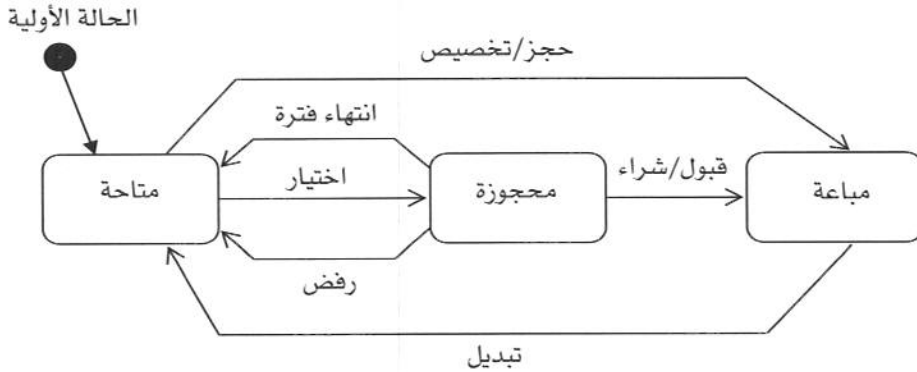 الحالة الأولية
حجز/تخصيص
انتهاء فترة
متاحة
اختيار
محجوزة
قبول/شراء
مباعة
رفض
تبديل